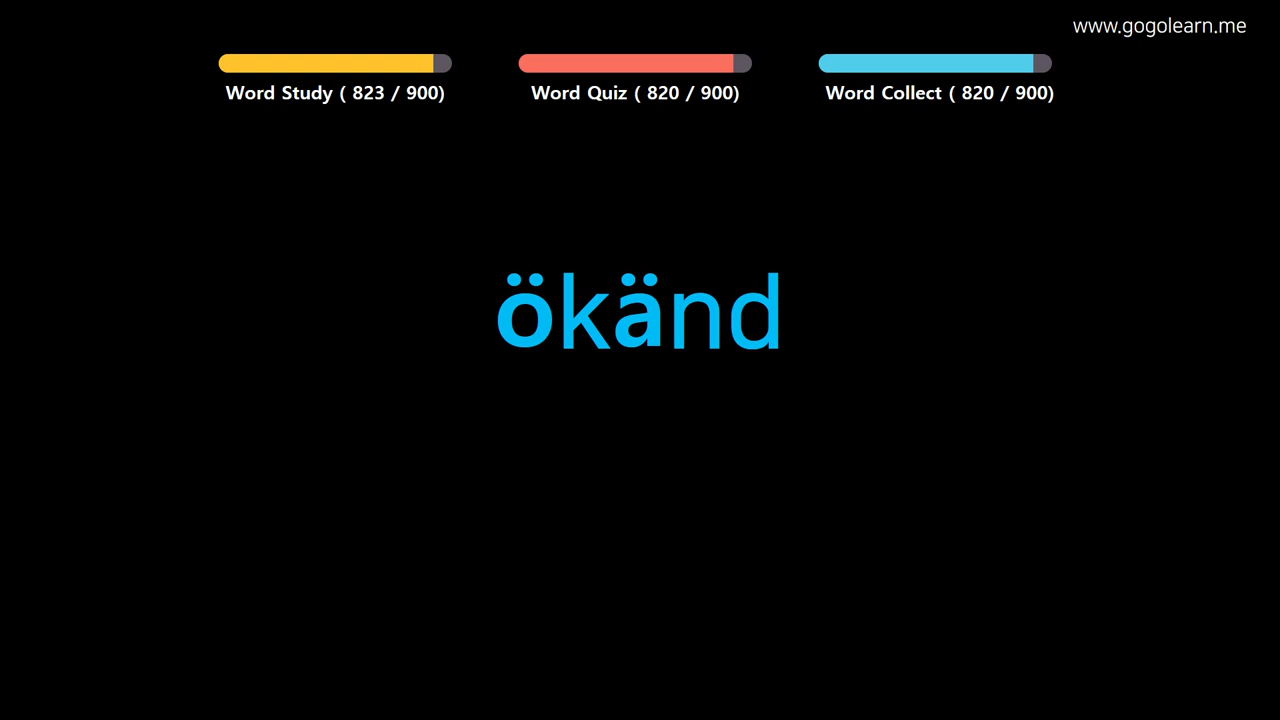 www.gogolearn.me
Word Study ( 823 / 900)
Word Quiz ( 820 / 900)
Word Collect ( 820 / 900)
ökänd